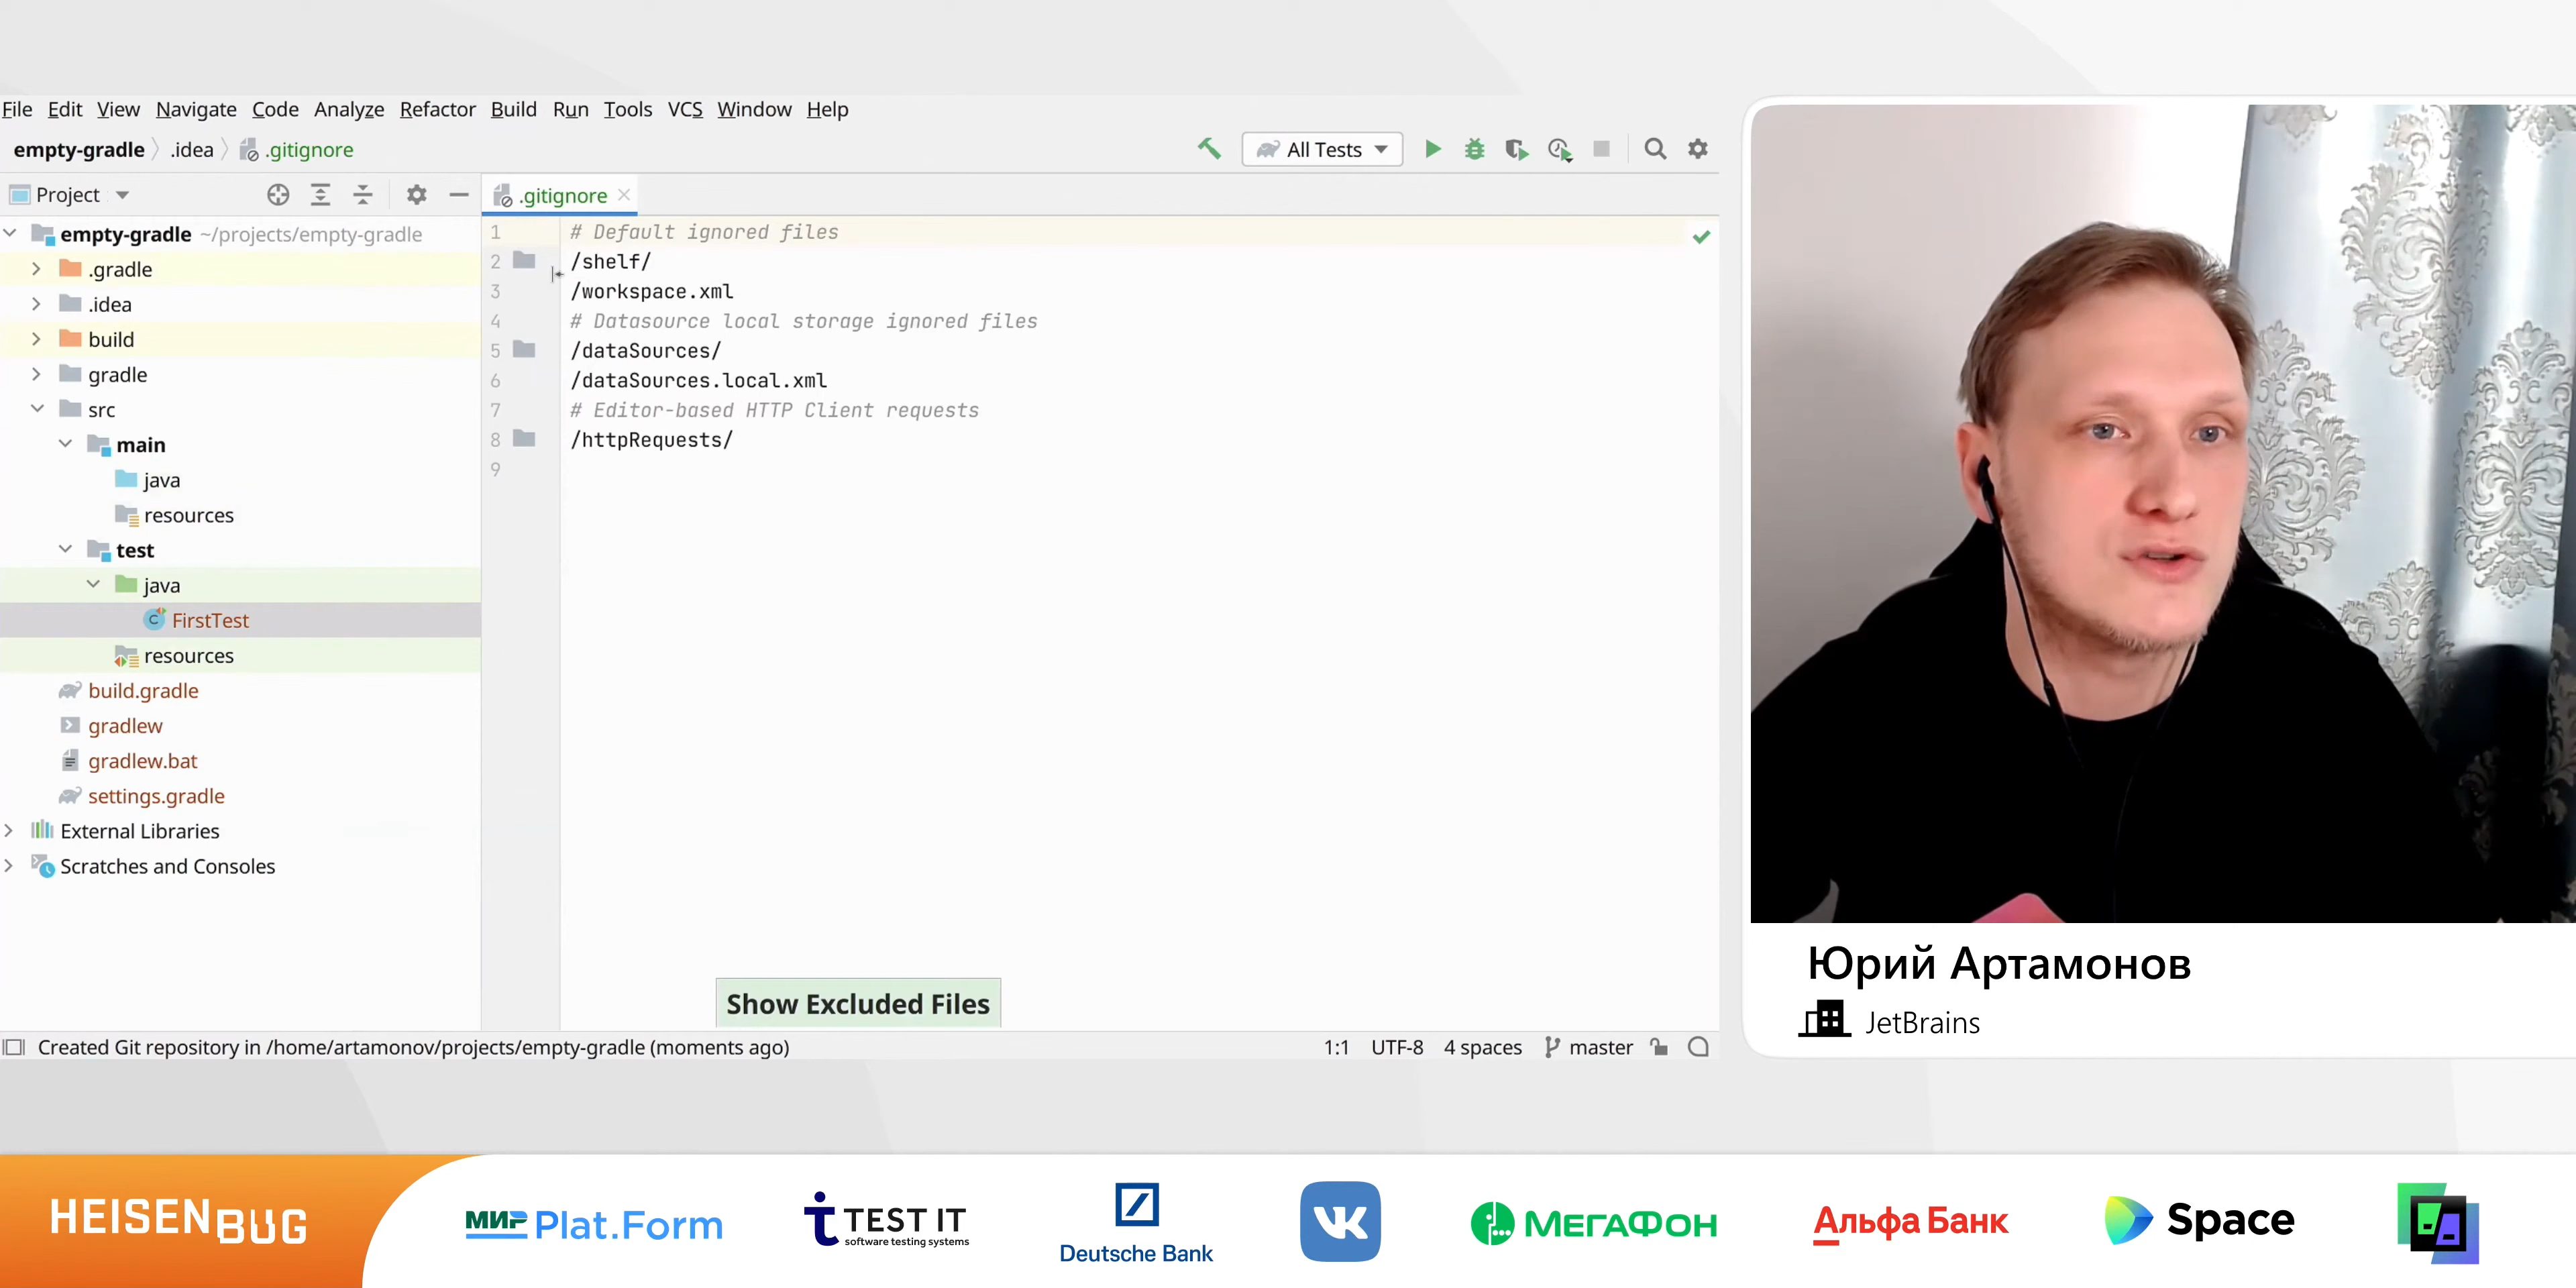 File Edit View Navigate Code Analyze Refactor Build Run Tools VCS Window Help
empty-gradle .idea .gitignore
All Tests
Project
.gitignore
empty-gradle ~/projects/empty-gradle
.gradle
.idea
build
gradle
src
main
java
resources
test
java
FirstTest
resources
build.gradle
gradlew
gradlew.bat
settings.gradle
External Libraries
Scratches and Consoles
1 # Default ignored files
2 /shelf/
3 /workspace.xml
4 # Datasource local storage ignored files
5 /dataSources/
6 /dataSources.local.xml
7 # Editor-based HTTP Client requests
8 /httpRequests/
9
Show Excluded Files
Created Git repository in /home/artamonov/projects/empty-gradle (moments ago)
1:1 UTF-8 4 spaces master
Юрий Артамонов
JetBrains
HEISENBUG
МИР Plat.Form
TEST IT
software testing systems
Deutsche Bank
VK
МЕГАФОН
Альфа Банк
Space